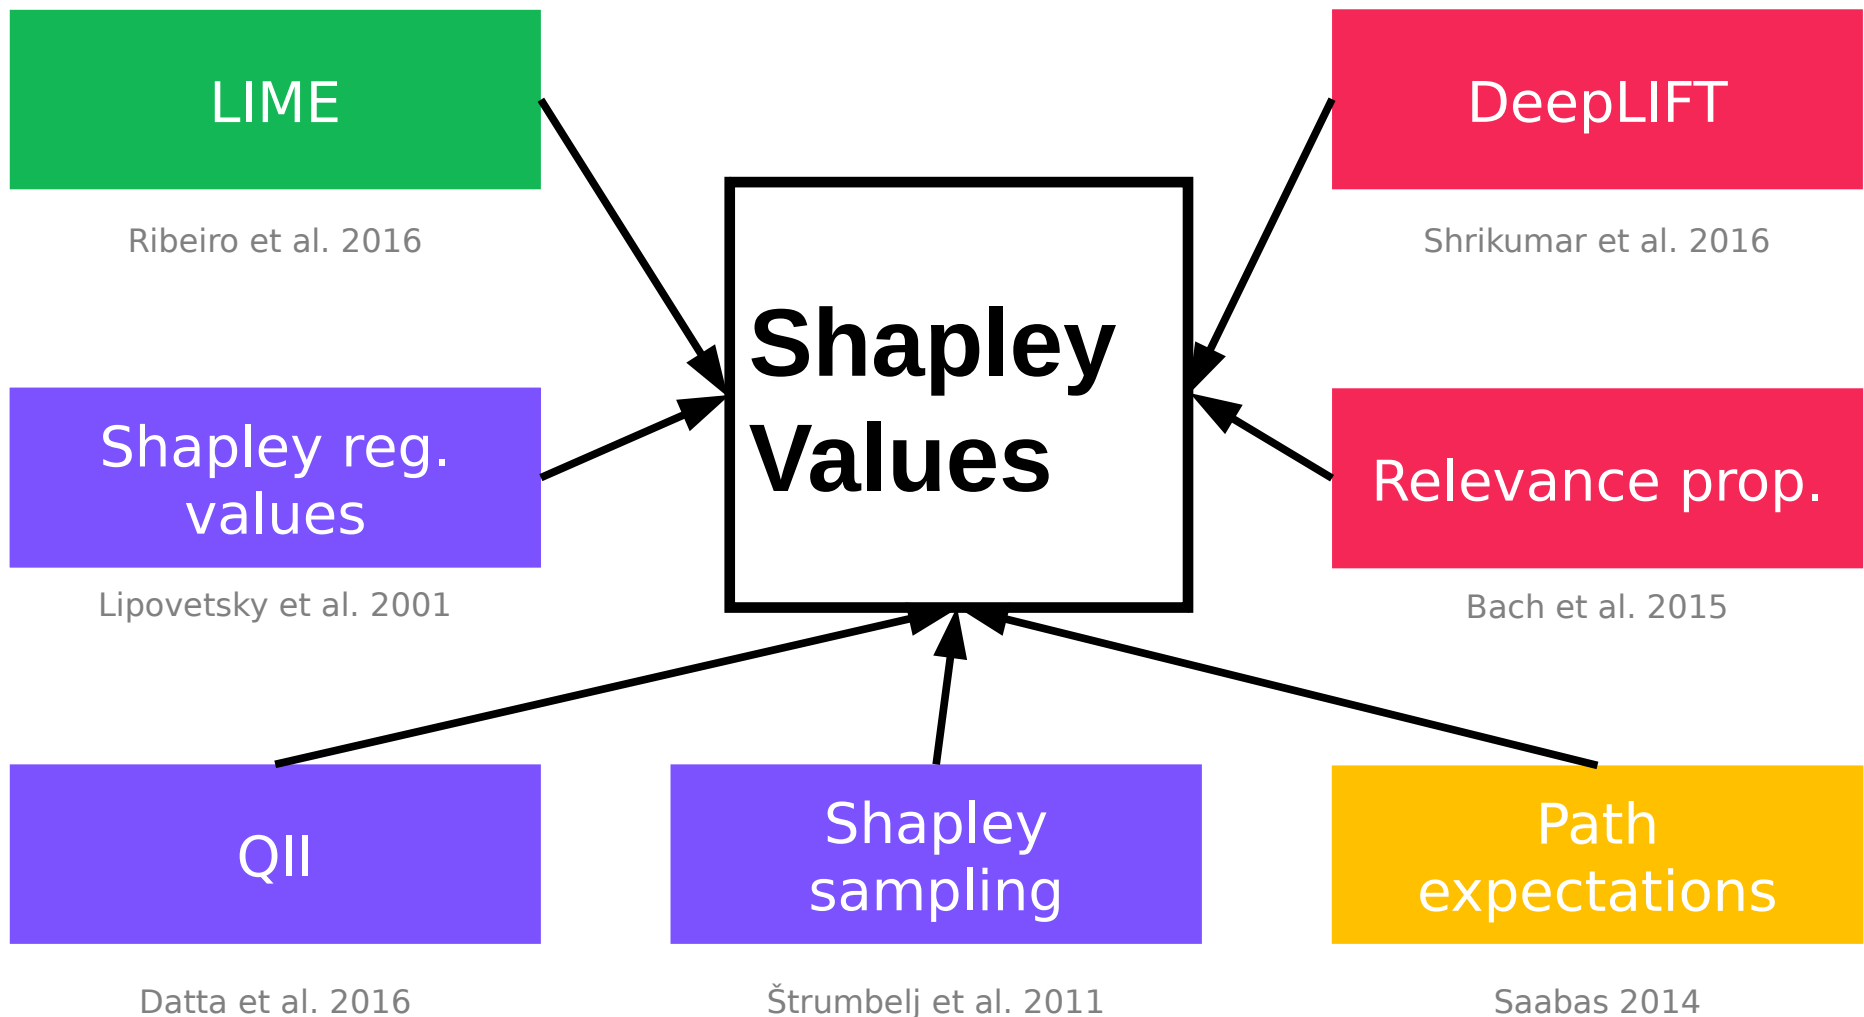 LIME
DeepLIFT
Ribeiro et al. 2016
Shrikumar et al. 2016
Shapley
Values
Shapley reg.
values
Relevance prop.
Lipovetsky et al. 2001
Bach et al. 2015
QII
Shapley
sampling
Path
expectations
Datta et al. 2016
Štrumbelj et al. 2011
Saabas 2014